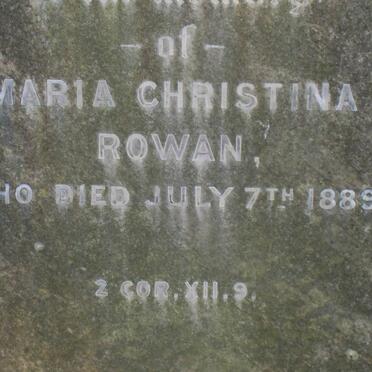 — of —
MARIA CHRISTINA
ROWAN,
HO DIED JULY 7TH 1889
2 COR. XII. 9.